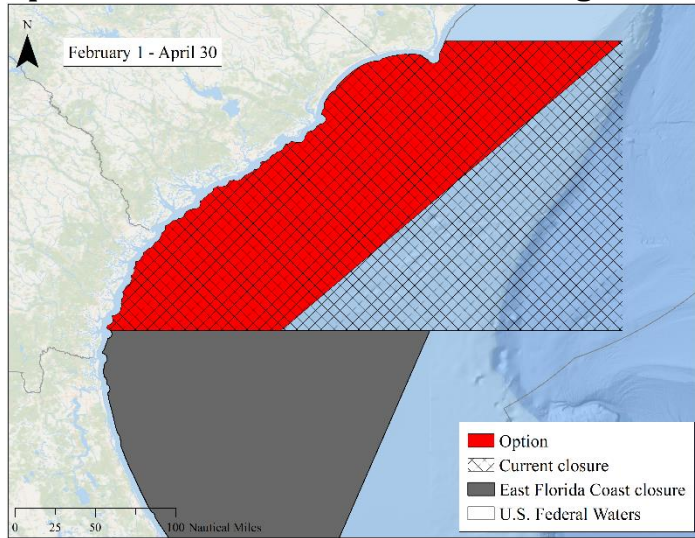 N
February 1 - April 30
Option
Current closure
East Florida Coast closure
U.S. Federal Waters
0 25 50 100 Nautical Miles